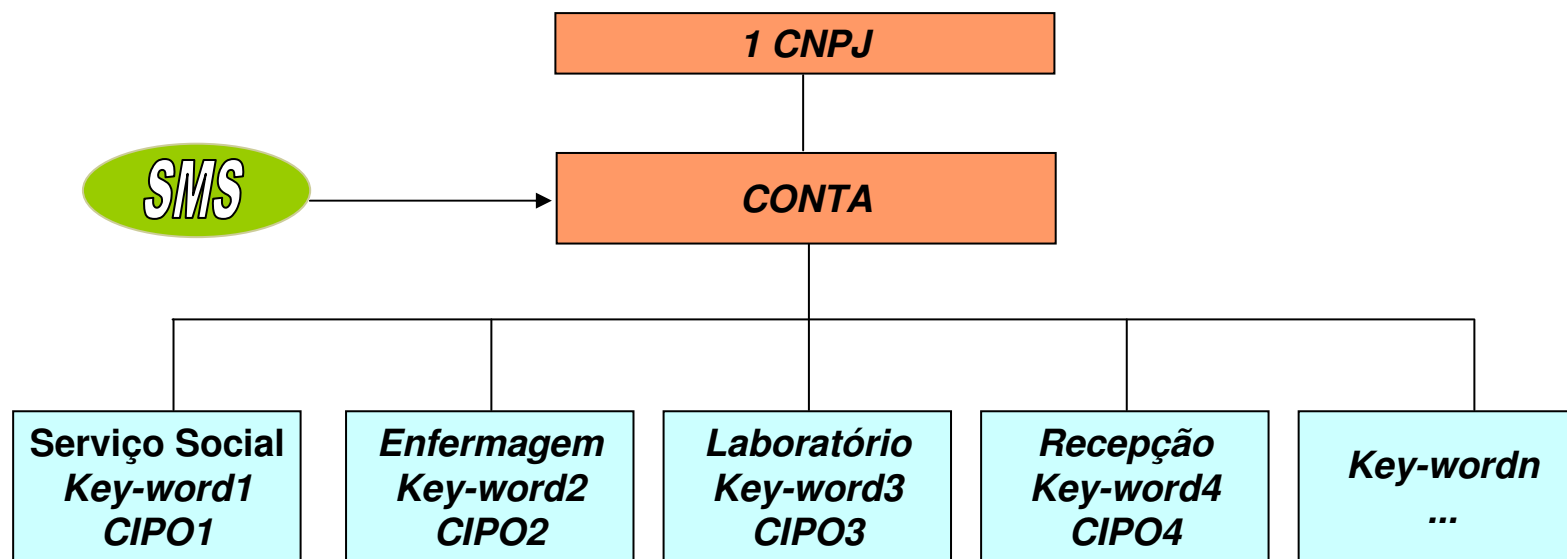 1 CNPJ
SMS
CONTA
Serviço Social
Key-word1
CIPO1
Enfermagem
Key-word2
CIPO2
Laboratório
Key-word3
CIPO3
Recepção
Key-word4
CIPO4
Key-wordn
...